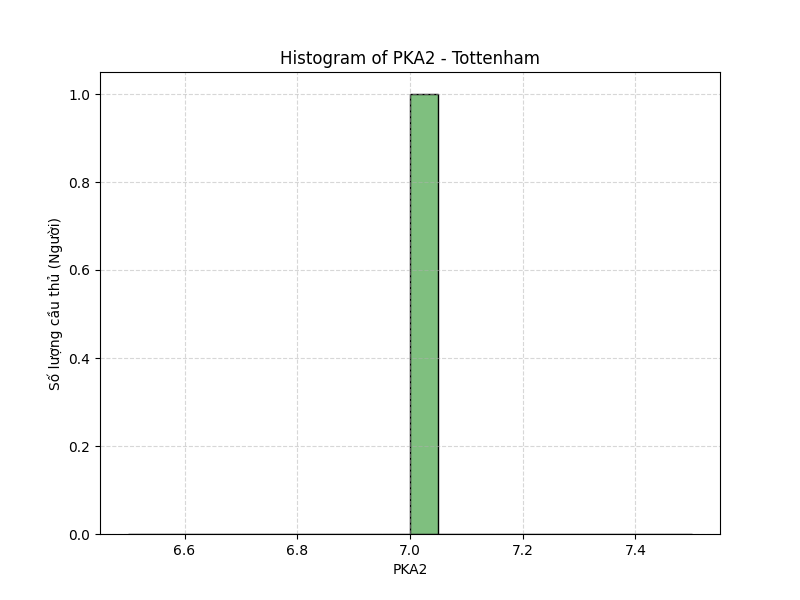 Histogram of PKA2 - Tottenham
1.0
0.8
0.6
0.4
0.2
0.0
Số lượng cầu thủ (Người)
6.6 6.8 7.0 7.2 7.4
PKA2